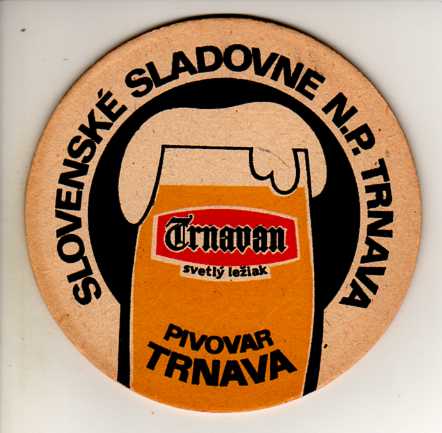 SLOVENSKÉ SLADOVNE N.P. TRNAVA
Trnavan
svetlý ležiak
PIVOVAR
TRNAVA